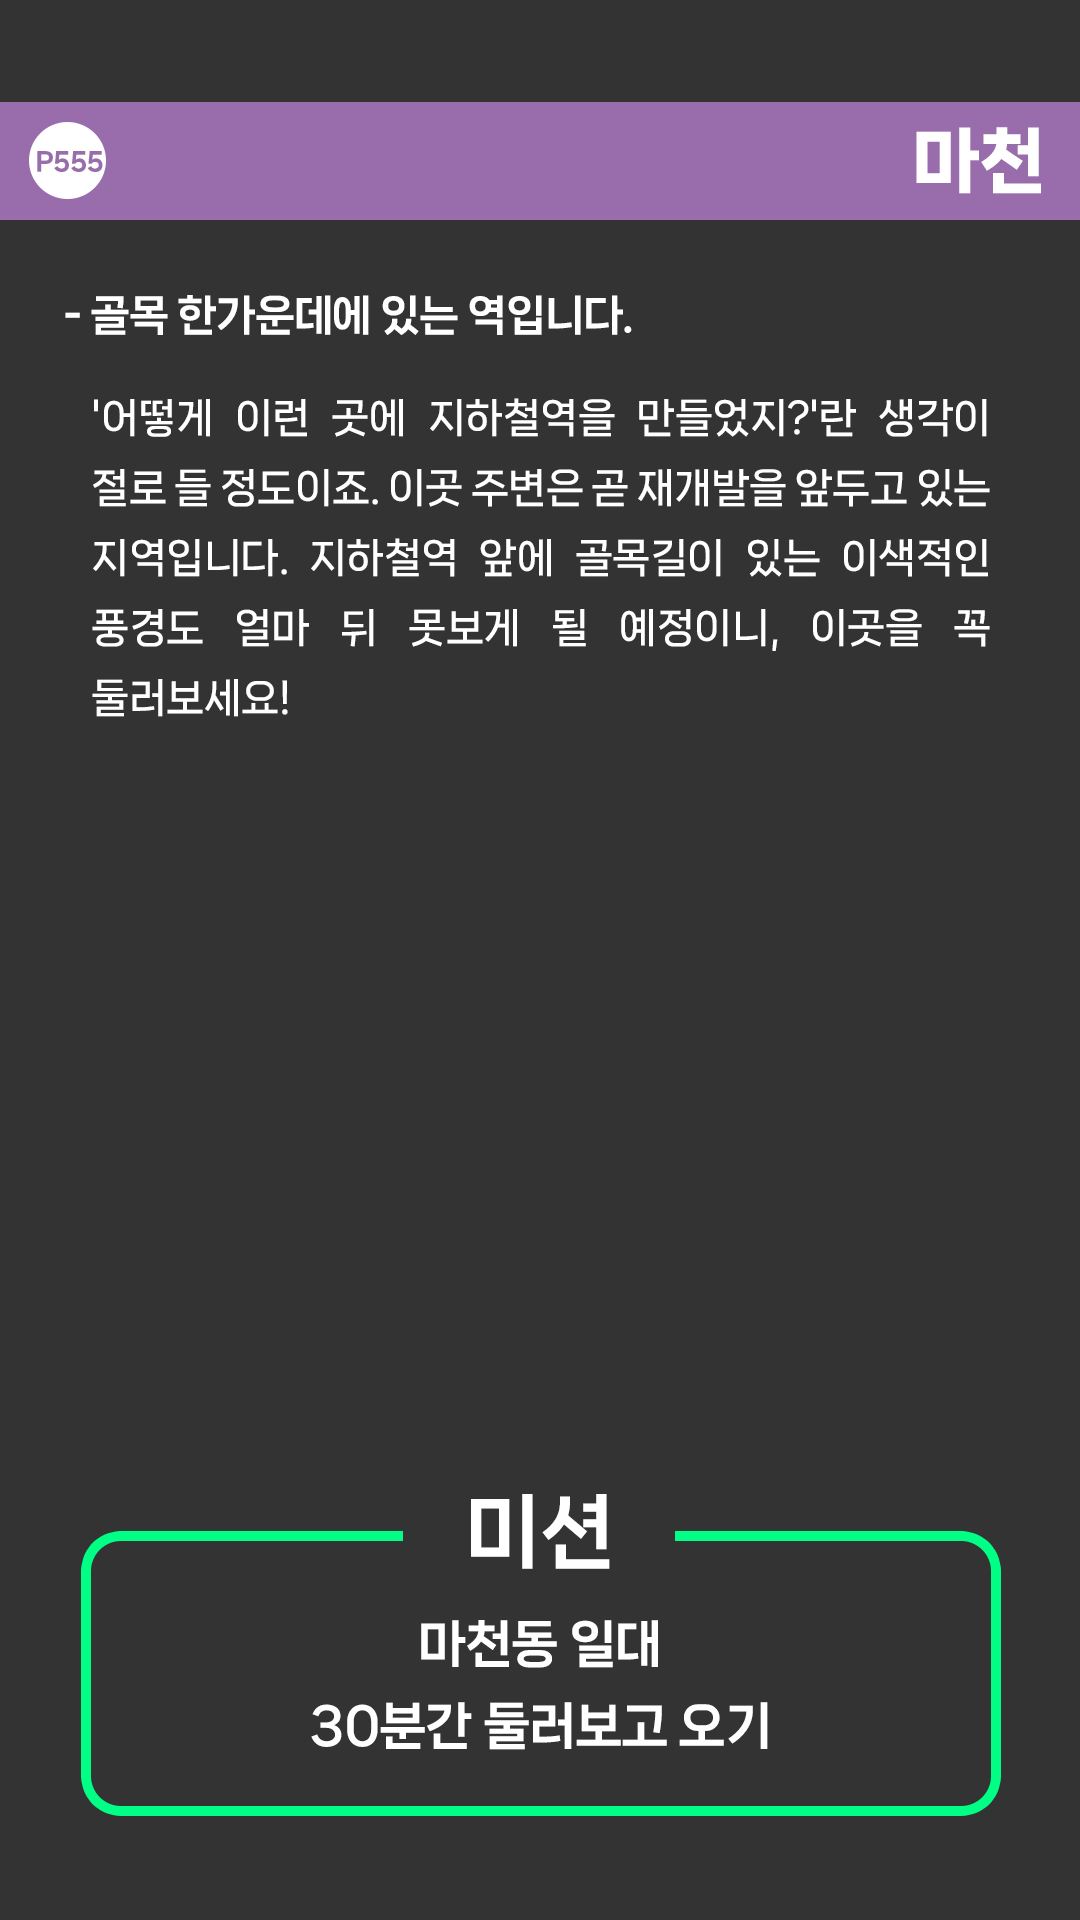 P555
마천
- 골목 한가운데에 있는 역입니다.
'어떻게 이런 곳에 지하철역을 만들었지?'란 생각이
절로 들 정도이죠. 이곳 주변은 곧 재개발을 앞두고 있는
지역입니다. 지하철역 앞에 골목길이 있는 이색적인
풍경도 얼마 뒤 못보게 될 예정이니, 이곳을 꼭
둘러보세요!
미션
마천동 일대
30분간 둘러보고 오기